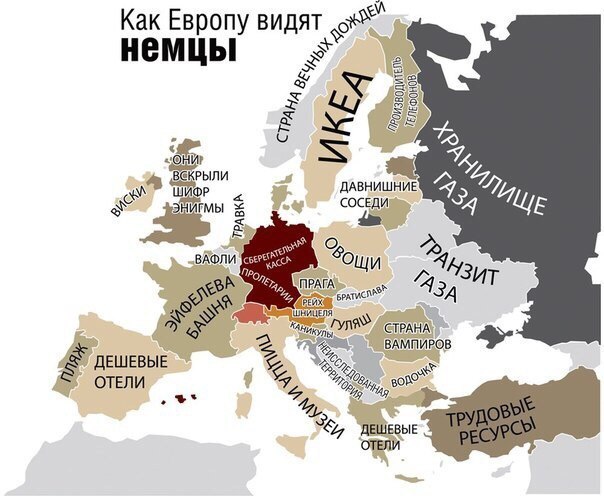 Как Европу видят
немцы
СТРАНА ВЕЧНЫХ ДОЖДЕЙ
ИКЕА
ПРОИЗВОДИТЕЛЬ
ТЕЛЕФОНОВ
ХРАНИЛИЩЕ
ГАЗА
ОНИ
ВСКРЫЛИ
ШИФР
ЭНИГМЫ
ВИСКИ
ДАВНИШНИЕ
СОСЕДИ
ТРАВКА
ВАФЛИ
СБЕРЕГАТЕЛЬНАЯ
КАССА
ПРОЛЕТАРИИ
ОВОЩИ
ТРАНЗИТ
ГАЗА
ПРАГА
БРАТИСЛАВА
РЕЙХ
ШНИЦЕЛЯ
КАНИКУЛЫ
ГУЛЯШ
ЭЙФЕЛЕВА
БАШНЯ
СТРАНА
ВАМПИРОВ
НЕИССЛЕДОВАННАЯ
ТЕРРИТОРИЯ
ВОДОЧКА
ПЛЯЖ
ДЕШЕВЫЕ
ОТЕЛИ
ПИЦЦА И МУЗЕИ
ДЕШЕВЫЕ
ОТЕЛИ
ТРУДОВЫЕ
РЕСУРСЫ